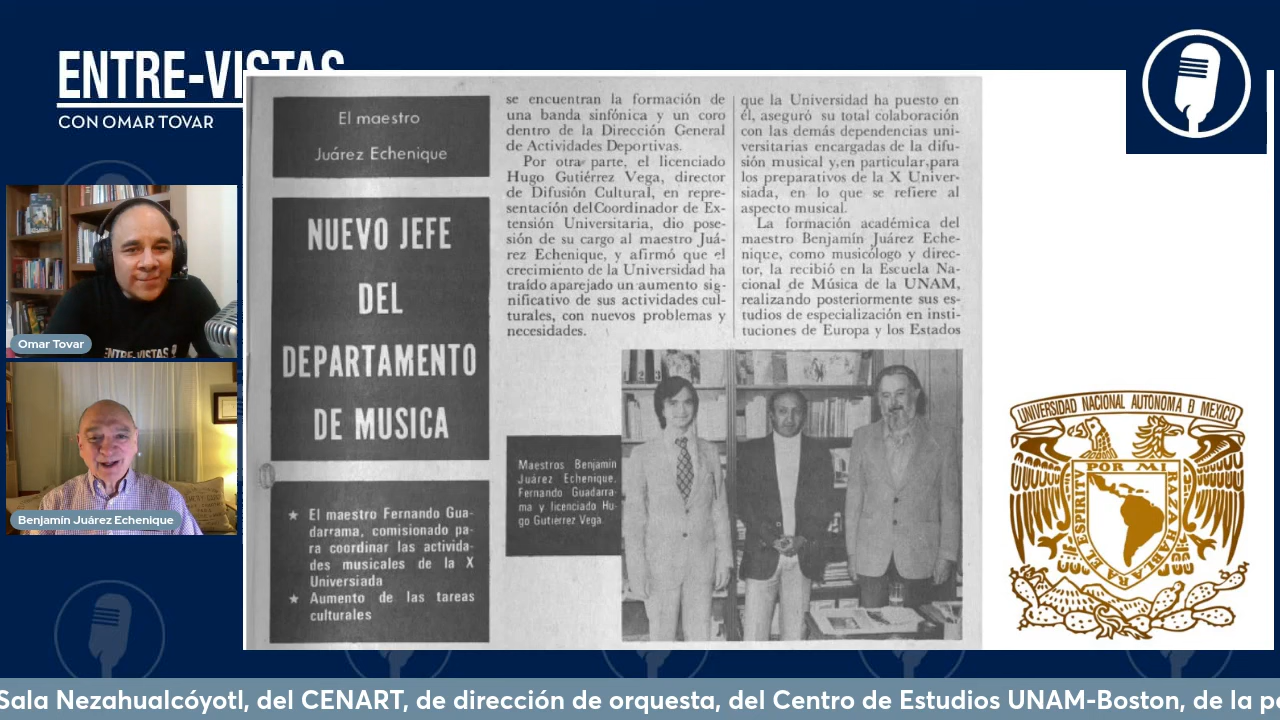 ENTRE-VISTAS
CON OMAR TOVAR
Omar Tovar
ENTRE-VISTAS
Benjamín Juárez Echenique
El maestro
Juárez Echenique
NUEVO JEFE
DEL
DEPARTAMENTO
DE MUSICA
★ El maestro Fernando Gua-
darrama, comisionado pa-
ra coordinar las activida-
des musicales de la X
Universiada
★ Aumento de las tareas
culturales
se encuentran la formación de
una banda sinfónica y un coro
dentro de la Dirección General
de Actividades Deportivas.
Por otra parte, el licenciado
Hugo Gutiérrez Vega, director
de Difusión Cultural, en repre-
sentación del Coordinador de Ex-
tensión Universitaria, dio pose-
sión de su cargo al maestro Juá-
rez Echenique, y afirmó que el
crecimiento de la Universidad ha
traído aparejado un aumento sig-
nificativo de sus actividades cul-
turales, con nuevos problemas y
necesidades.
que la Universidad ha puesto en
él, aseguró su total colaboración
con las demás dependencias uni-
versitarias encargadas de la difu-
sión musical y, en particular, para
los preparativos de la X Univer-
siada, en lo que se refiere al
aspecto musical.
La formación académica del
maestro Benjamín Juárez Eche-
nique, como musicólogo y direc-
tor, la recibió en la Escuela Na-
cional de Música de la UNAM,
realizando posteriormente sus es-
tudios de especialización en insti-
tuciones de Europa y los Estados
Maestros Benjamín
Juárez Echenique,
Fernando Guadarra-
ma y licenciado Hu-
go Gutiérrez Vega.
UNIVERSIDAD NACIONAL AUTONOMA D MEXICO
POR MI RAZA HABLARA EL ESPIRITU
Sala Nezahualcóyotl, del CENART, de dirección de orquesta, del Centro de Estudios UNAM-Boston, de la